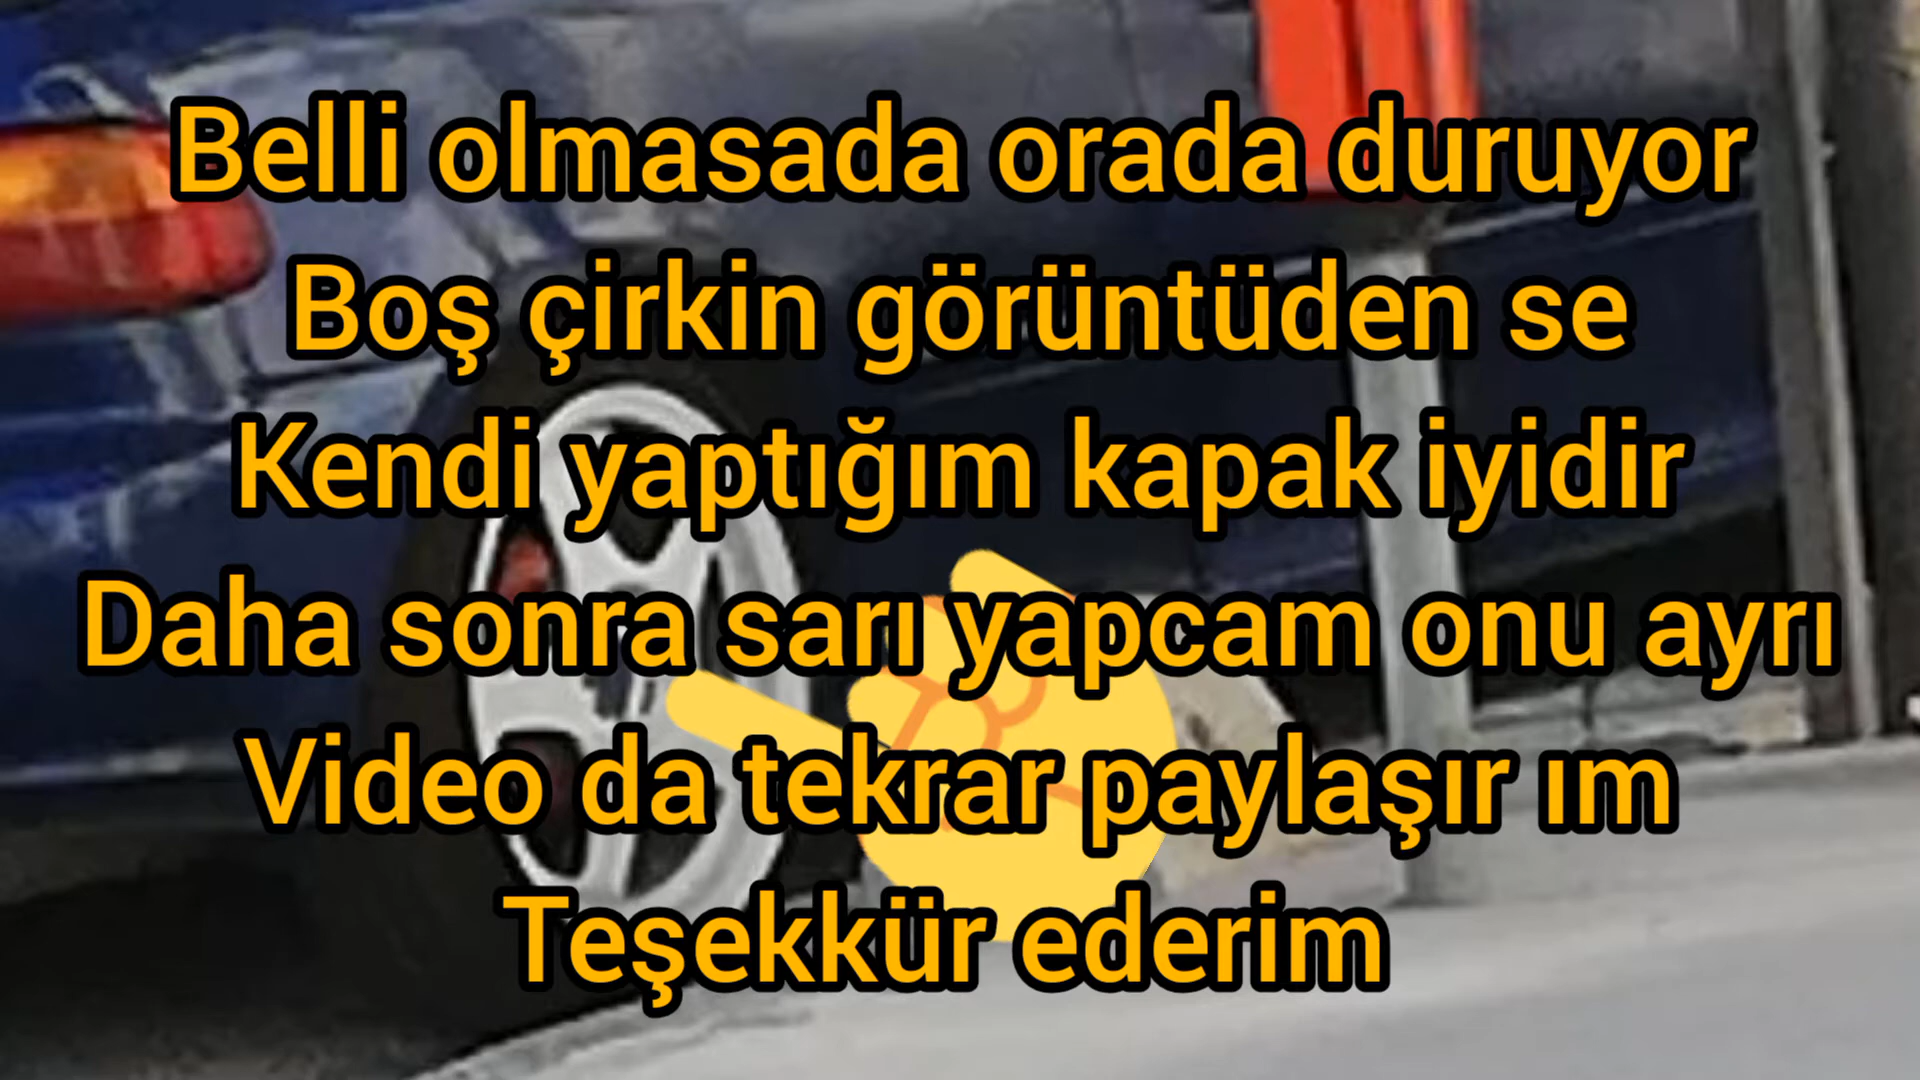 Belli olmasada orada duruyor
Boş çirkin görüntüden se
Kendi yaptığım kapak iyidir
Daha sonra sarı yapcam onu ayrı
Video da tekrar paylaşır ım
Teşekkür ederim